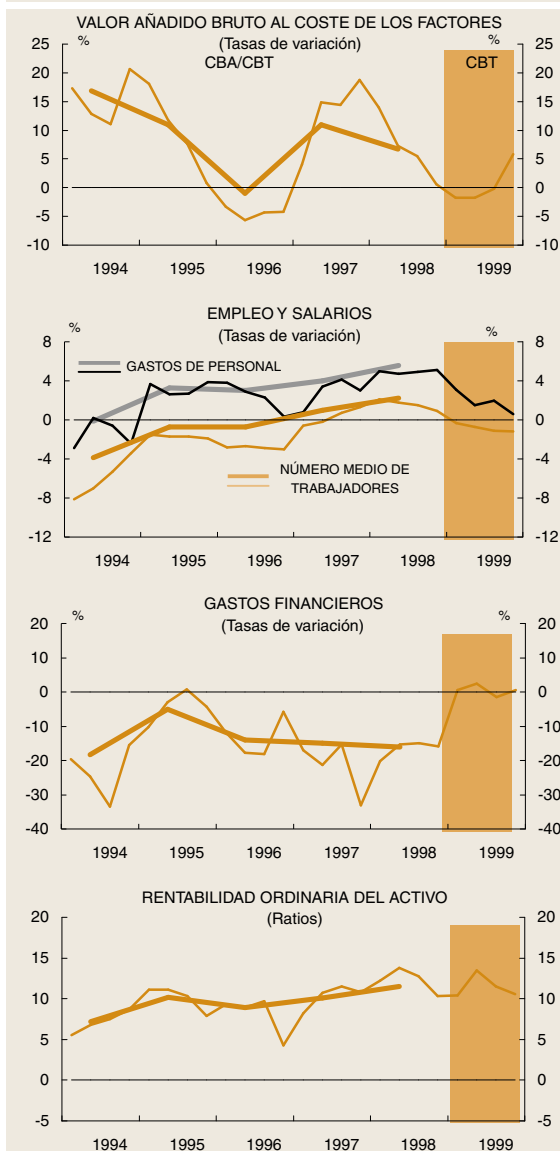 VALOR AÑADIDO BRUTO AL COSTE DE LOS FACTORES
(Tasas de variación)
% %
CBA/CBT CBT
25 25
20 20
15 15
10 10
5 5
0 0
-5 -5
-10 -10
1994 1995 1996 1997 1998 1999
EMPLEO Y SALARIOS
(Tasas de variación)
% %
8 8
GASTOS DE PERSONAL
4 4
0 0
-4 -4
NÚMERO MEDIO DE
TRABAJADORES
-8 -8
-12 -12
1994 1995 1996 1997 1998 1999
GASTOS FINANCIEROS
(Tasas de variación)
% %
20 20
10 10
0 0
-10 -10
-20 -20
-30 -30
-40 -40
1994 1995 1996 1997 1998 1999
RENTABILIDAD ORDINARIA DEL ACTIVO
(Ratios)
20 20
15 15
10 10
5 5
0 0
-5 -5
1994 1995 1996 1997 1998 1999